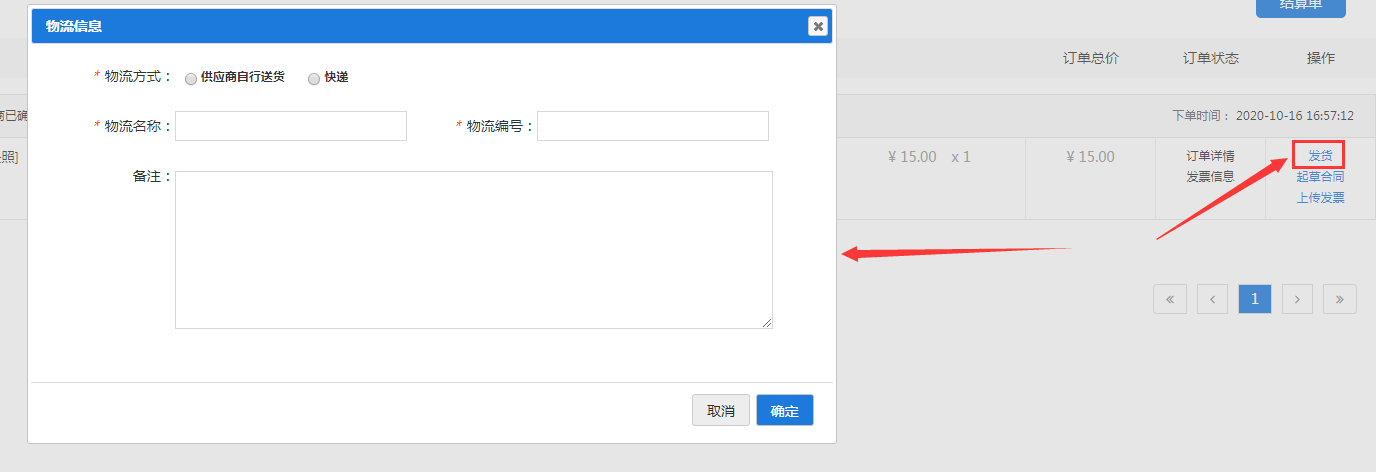 结算单
物流信息
订单总价 订单状态 操作
* 物流方式： 供应商自行送货 快递
商已确
下单时间： 2020-10-16 16:57:12
* 物流名称： * 物流编号：
照]
¥ 15.00 x 1 ¥ 15.00 订单详情 发货
备注： 发票信息 起草合同
上传发票
« ‹ 1 › »
取消 确定